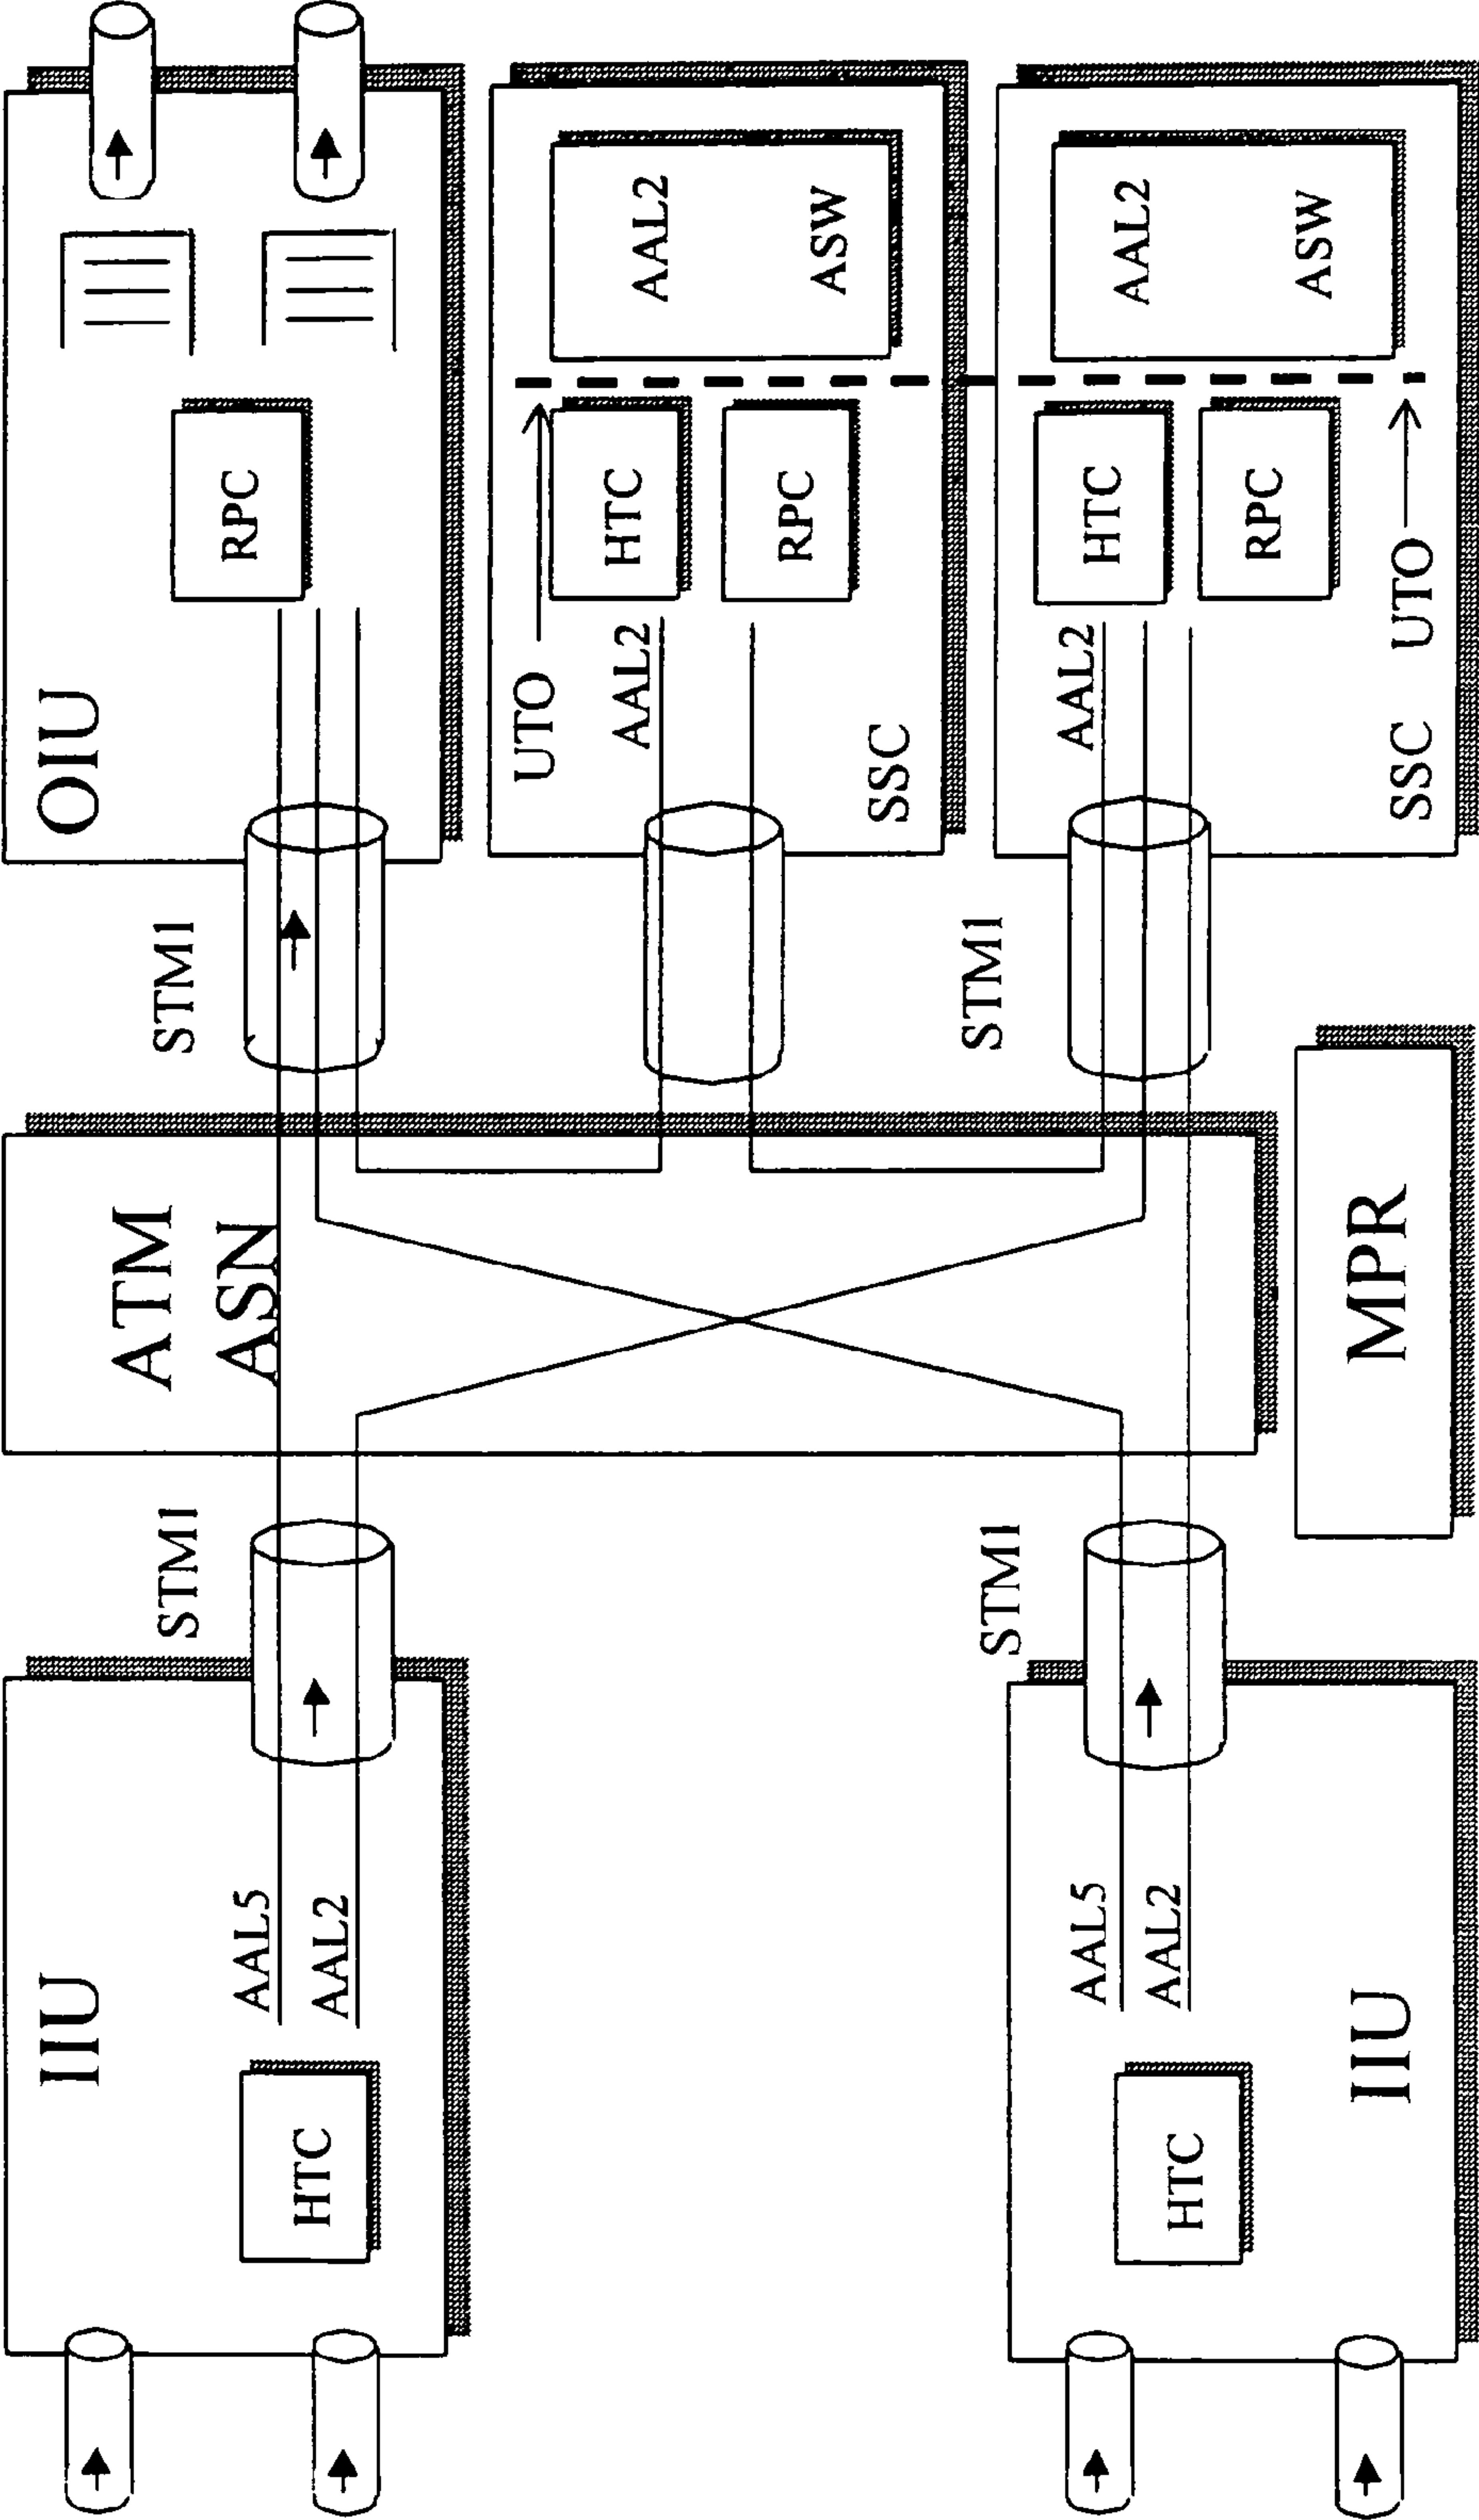 IIU
HTC
AAL5
AAL2
STM1
ATM
ASN
STM1
OIU
RPC
UTO
AAL2
HTC
RPC
AAL2
ASW
SSC
STM1
AAL5
AAL2
HTC
IIU
STM1
AAL2
HTC
RPC
AAL2
ASW
SSC
UTO
MPR